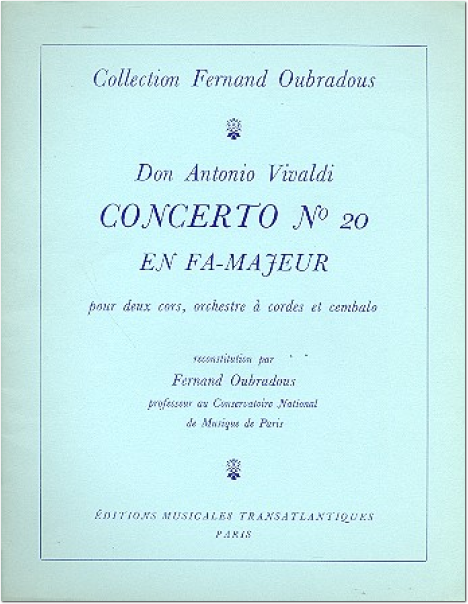 Collection Fernand Oubradous
Don Antonio Vivaldi
CONCERTO Nº 20
EN FA-MAJEUR
pour deux cors, orchestre à cordes et cembalo
reconstitution par
Fernand Oubradous
professeur au Conservatoire National
de Musique de Paris
ÉDITIONS MUSICALES TRANSATLANTIQUES
PARIS